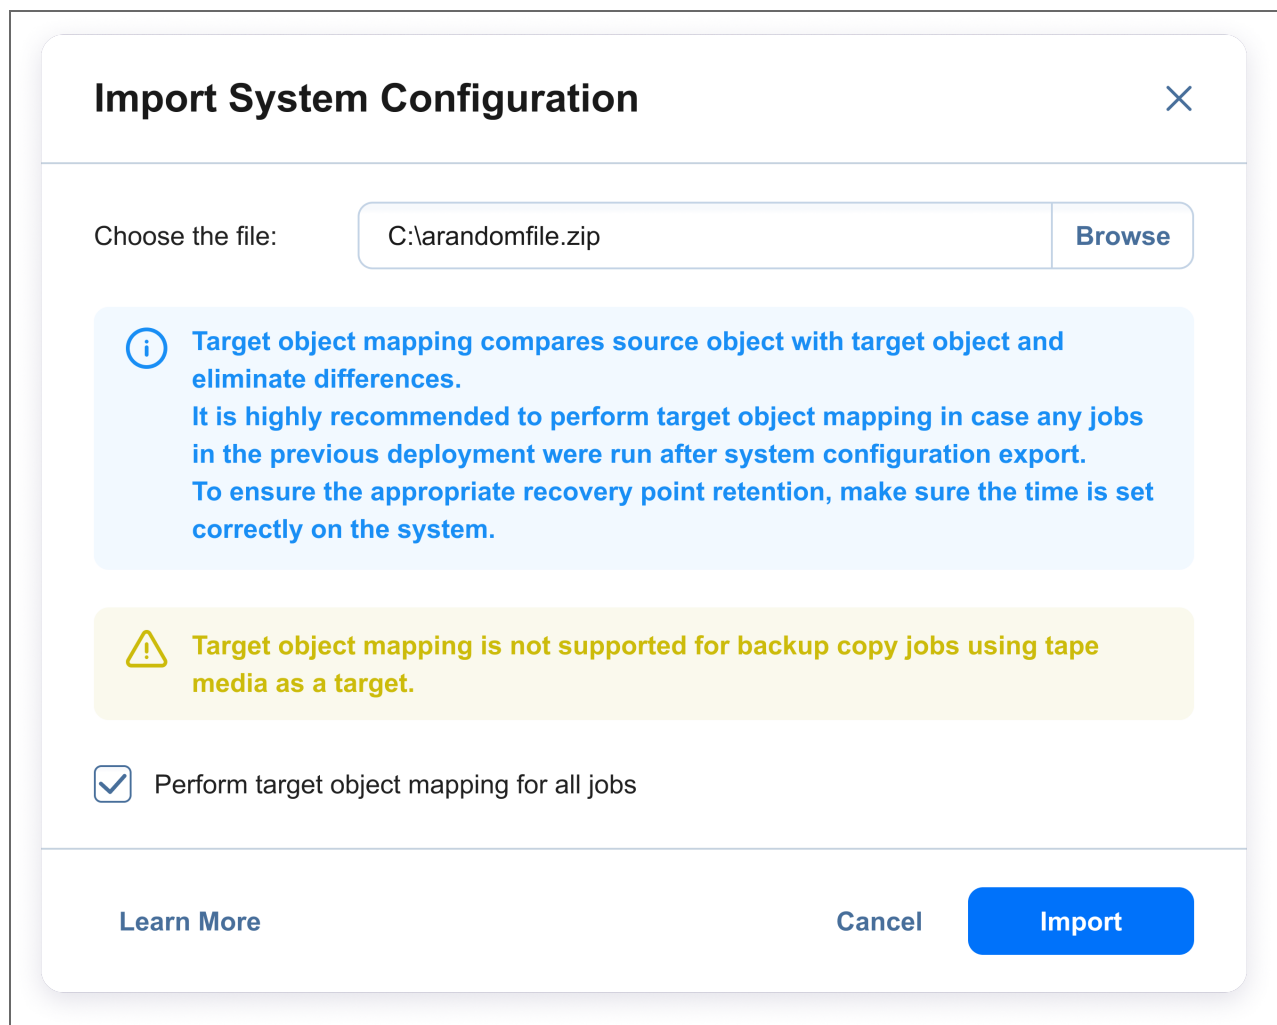 Import System Configuration
Choose the file:
C:\arandomfile.zip
Browse
Target object mapping compares source object with target object and
eliminate differences.
It is highly recommended to perform target object mapping in case any jobs
in the previous deployment were run after system configuration export.
To ensure the appropriate recovery point retention, make sure the time is set
correctly on the system.
Target object mapping is not supported for backup copy jobs using tape
media as a target.
Perform target object mapping for all jobs
Learn More
Cancel
Import